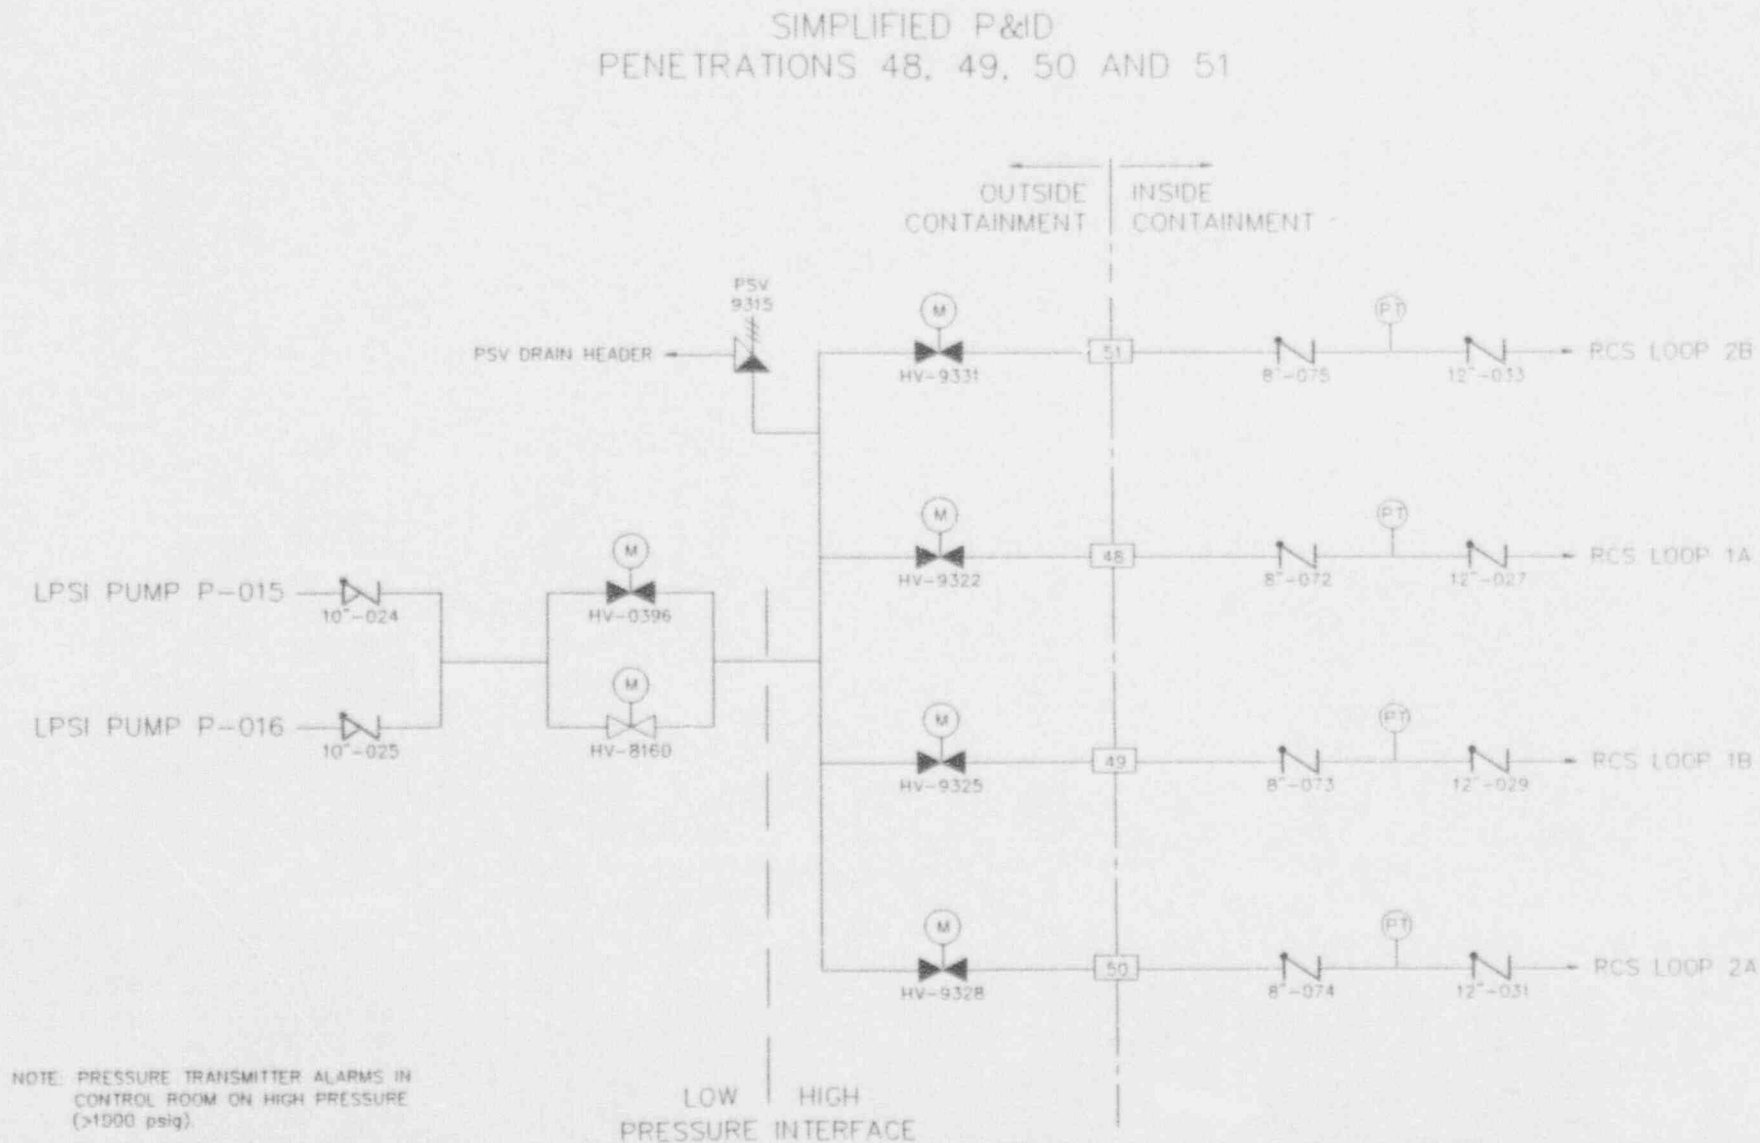 SIMPLIFIED P&ID
PENETRATIONS 48, 49, 50 AND 51
OUTSIDE
CONTAINMENT
INSIDE
CONTAINMENT
PSV
9315
PSV DRAIN HEADER
M
HV-9331
51
8"-075
PT
12"-033
RCS LOOP 2B
M
HV-9322
48
8"-072
PT
12"-027
RCS LOOP 1A
LPSI PUMP P-015
10"-024
M
HV-0396
LPSI PUMP P-016
10"-025
M
HV-8160
M
HV-9325
49
8"-073
PT
12"-029
RCS LOOP 1B
M
HV-9328
50
8"-074
PT
12"-031
RCS LOOP 2A
NOTE: PRESSURE TRANSMITTER ALARMS IN
CONTROL ROOM ON HIGH PRESSURE
(>1500 psig).
LOW HIGH
PRESSURE INTERFACE